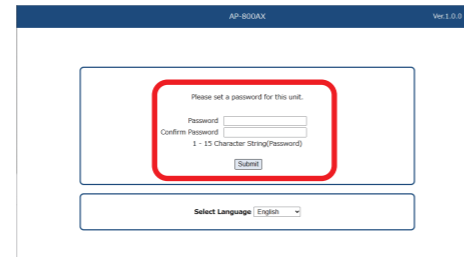 AP-800AX Ver.1.0.0
Please set a password for this unit.
Password
Confirm Password
1 - 15 Character String(Password)
Submit
Select Language English